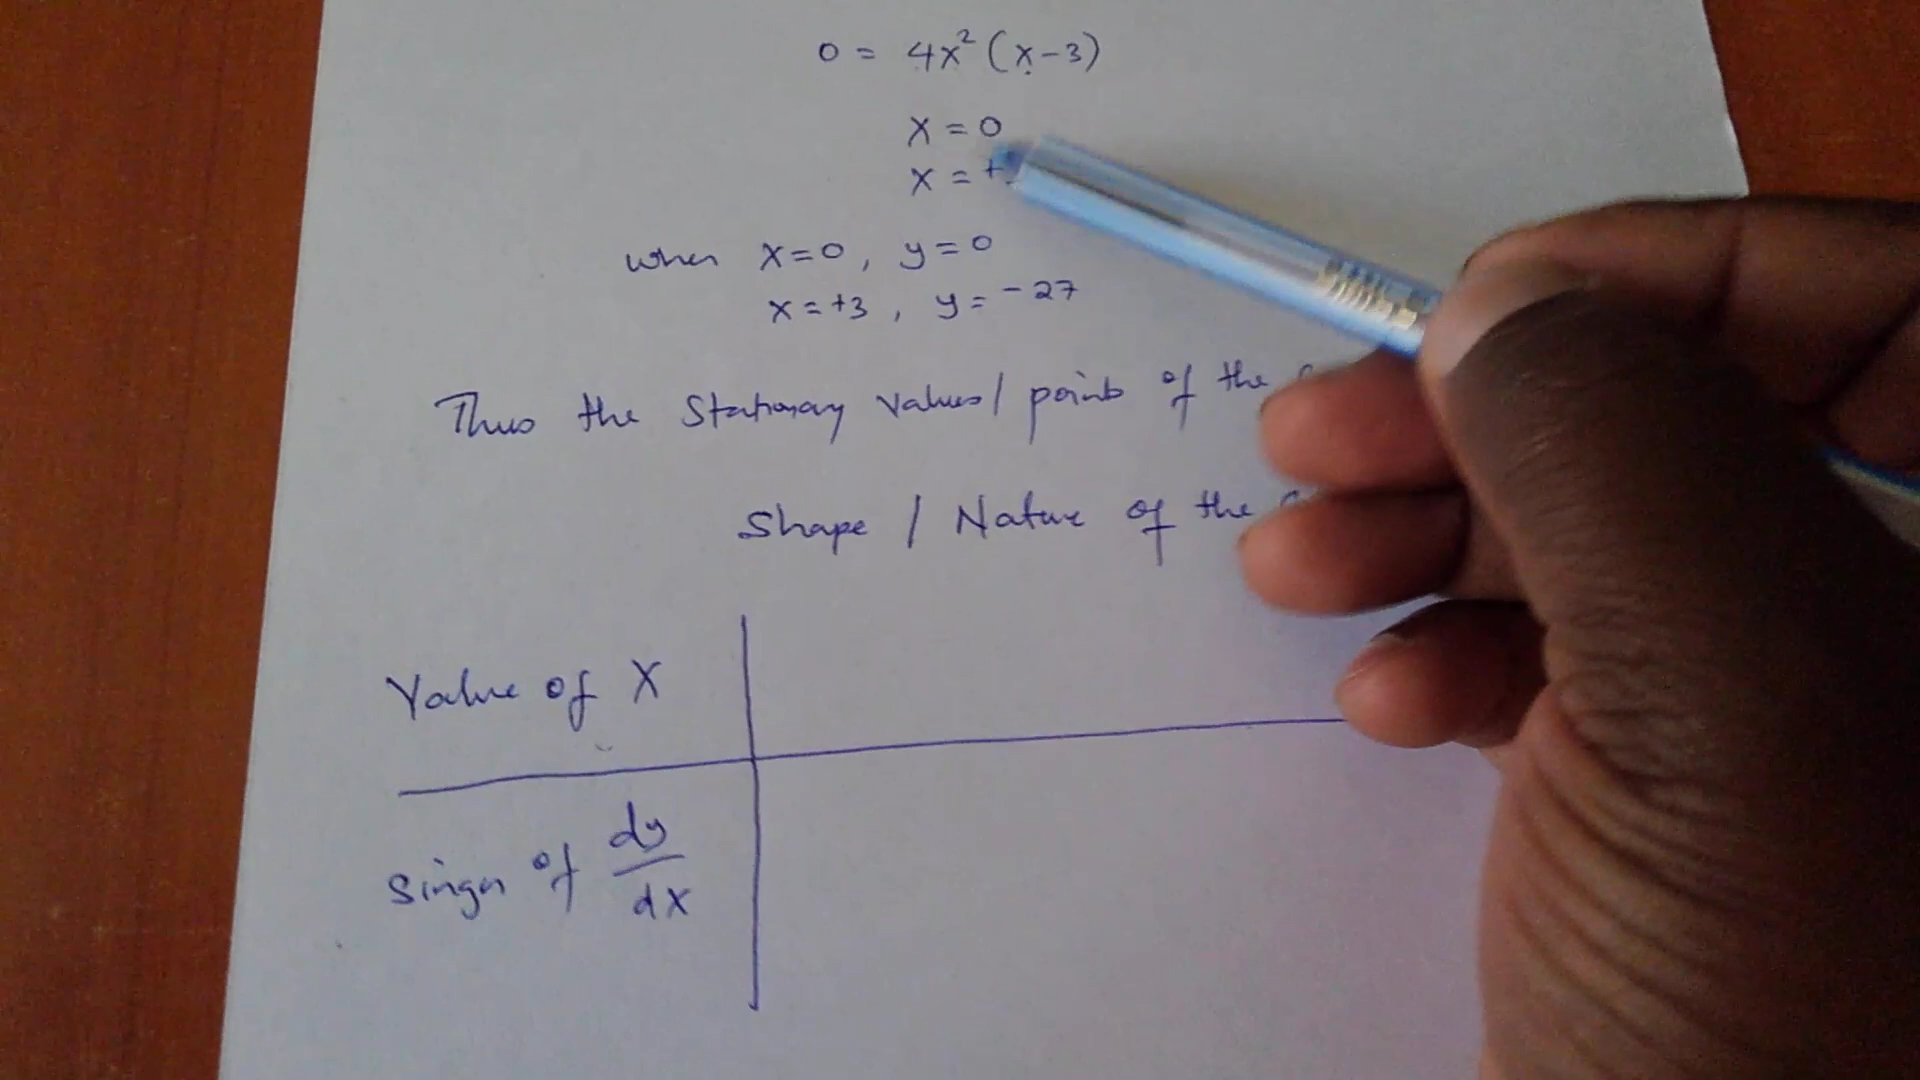 0 = 4x²(x-3)
x = 0
x = +
when x=0, y=0
x=+3, y=-27
Thus the Stationary Values/ points of the
Shape / Nature of the
Value of X
Singn of dy/dx